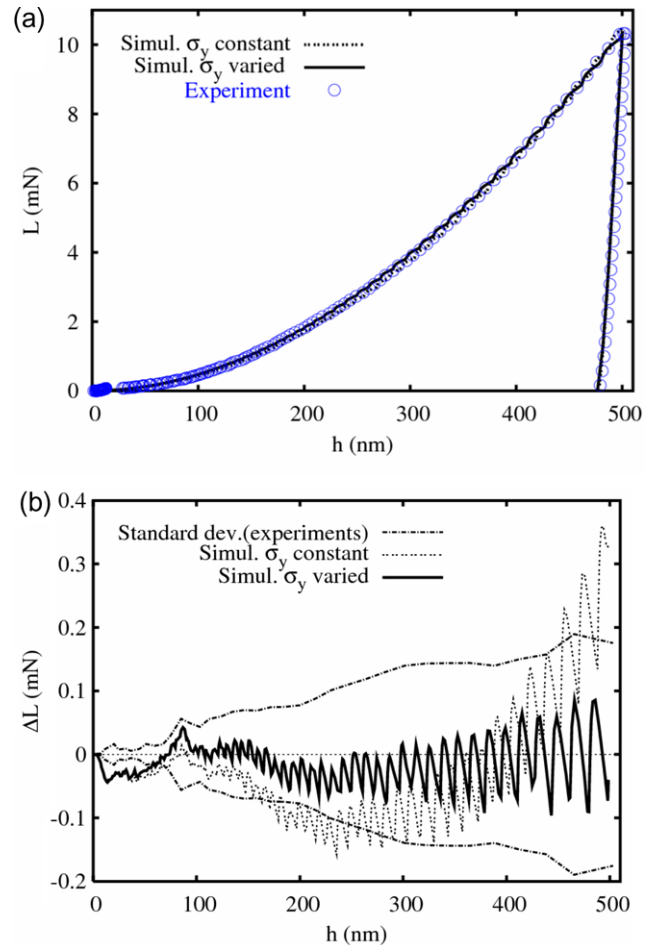 (a)
10
8
6
4
2
0
L (mN)
Simul. σy constant
Simul. σy varied
Experiment
0 100 200 300 400 500
h (nm)
(b)
0.4
0.3
0.2
0.1
0
-0.1
-0.2
ΔL (mN)
Standard dev.(experiments)
Simul. σy constant
Simul. σy varied
0 100 200 300 400 500
h (nm)